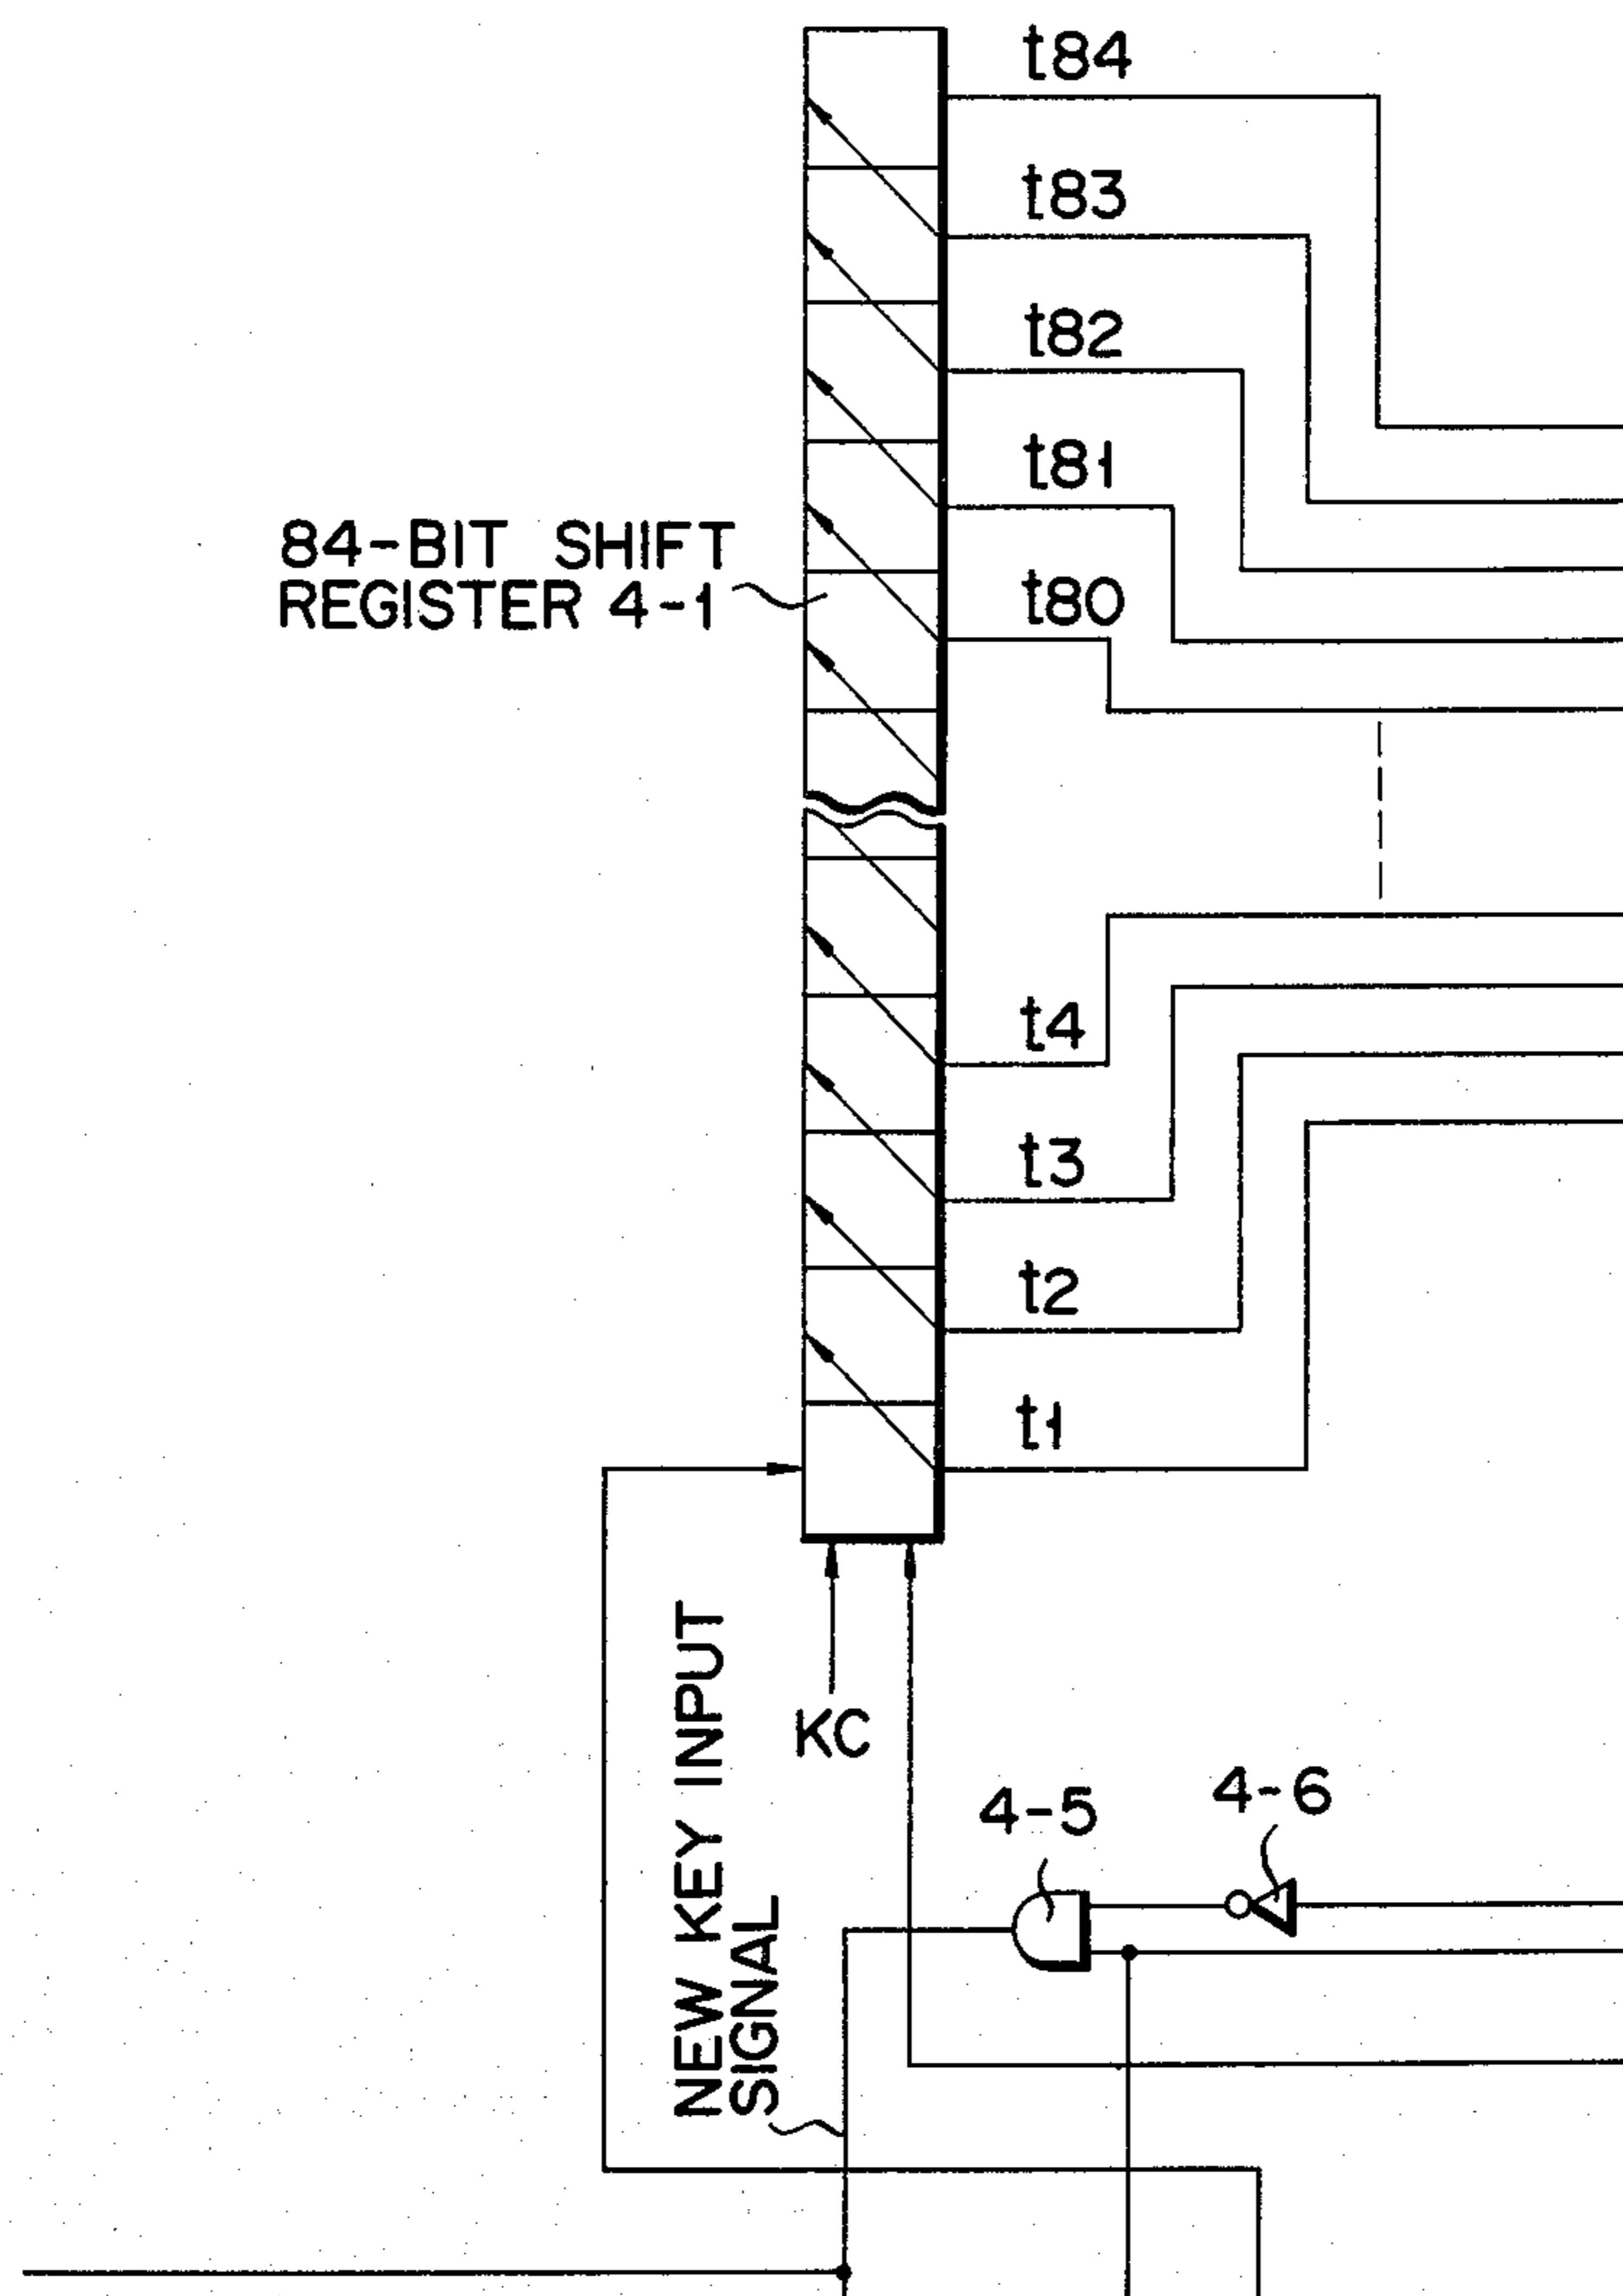 t84
t83
t82
t81
84-BIT SHIFT
REGISTER 4-1
t80
t4
t3
t2
t1
NEW KEY INPUT
SIGNAL
KC
4-5
4-6